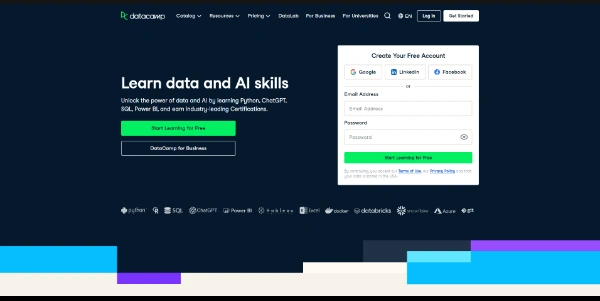 datacamp
Catalog Resources Pricing DataLab For Business For Universities EN Log in Get Started
Learn data and AI skills
Unlock the power of data and AI by learning Python, ChatGPT,
SQL, Power BI and earn industry-leading Certifications.
Start Learning for Free
DataCamp for Business
Create Your Free Account
Google LinkedIn Facebook
or
Email Address
Email Address
Password
Password
Start Learning for Free
By continuing, you accept our Terms of Use, our Privacy Policy and that
your data is stored in the USA.
python R SQL ChatGPT Power BI tableau Excel docker databricks snowflake Azure git